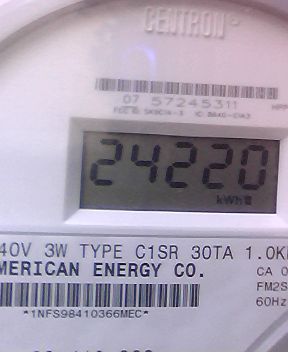 CENTRON
07 57245311
24220
kWh
40V 3W TYPE C1SR 30TA 1.0K
MERICAN ENERGY CO.
CA 0
FM2S
60Hz
*1NFS98410366MEC*